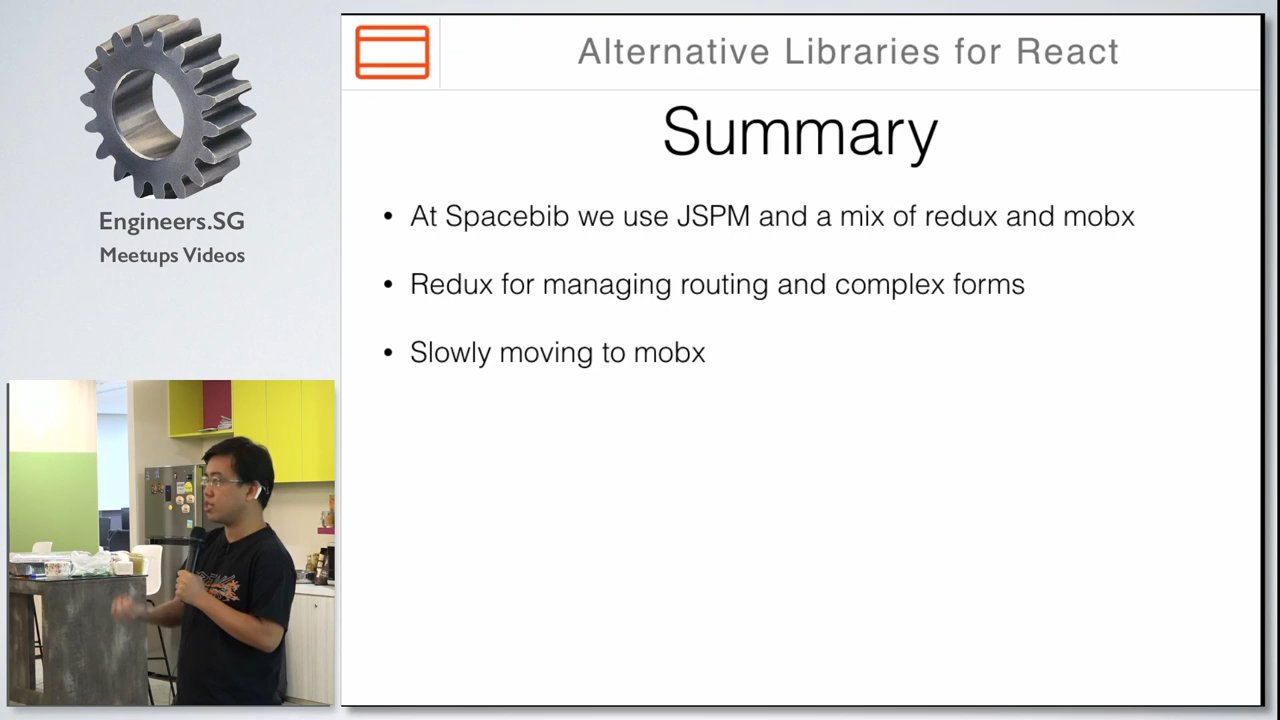 Engineers.SG
Meetups Videos
Alternative Libraries for React
Summary
• At Spacebib we use JSPM and a mix of redux and mobx
• Redux for managing routing and complex forms
• Slowly moving to mobx